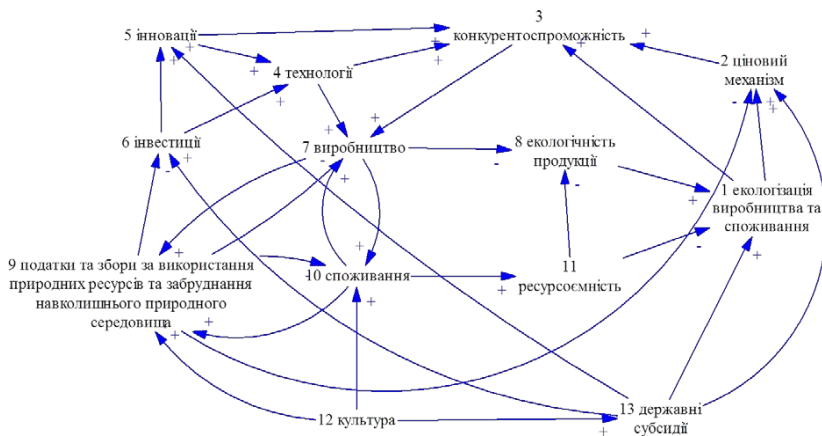 3
5 інновації
конкурентоспроможність
2 ціновий
механізм
4 технології
6 інвестиції
7 виробництво
8 екологічність
продукції
1 екологізація
виробництва та
споживання
9 податки та збори за використання
природних ресурсів та забруднання
навколишнього природного
середовища
10 споживання
11
ресурсоємність
12 культура
13 державні
субсидії